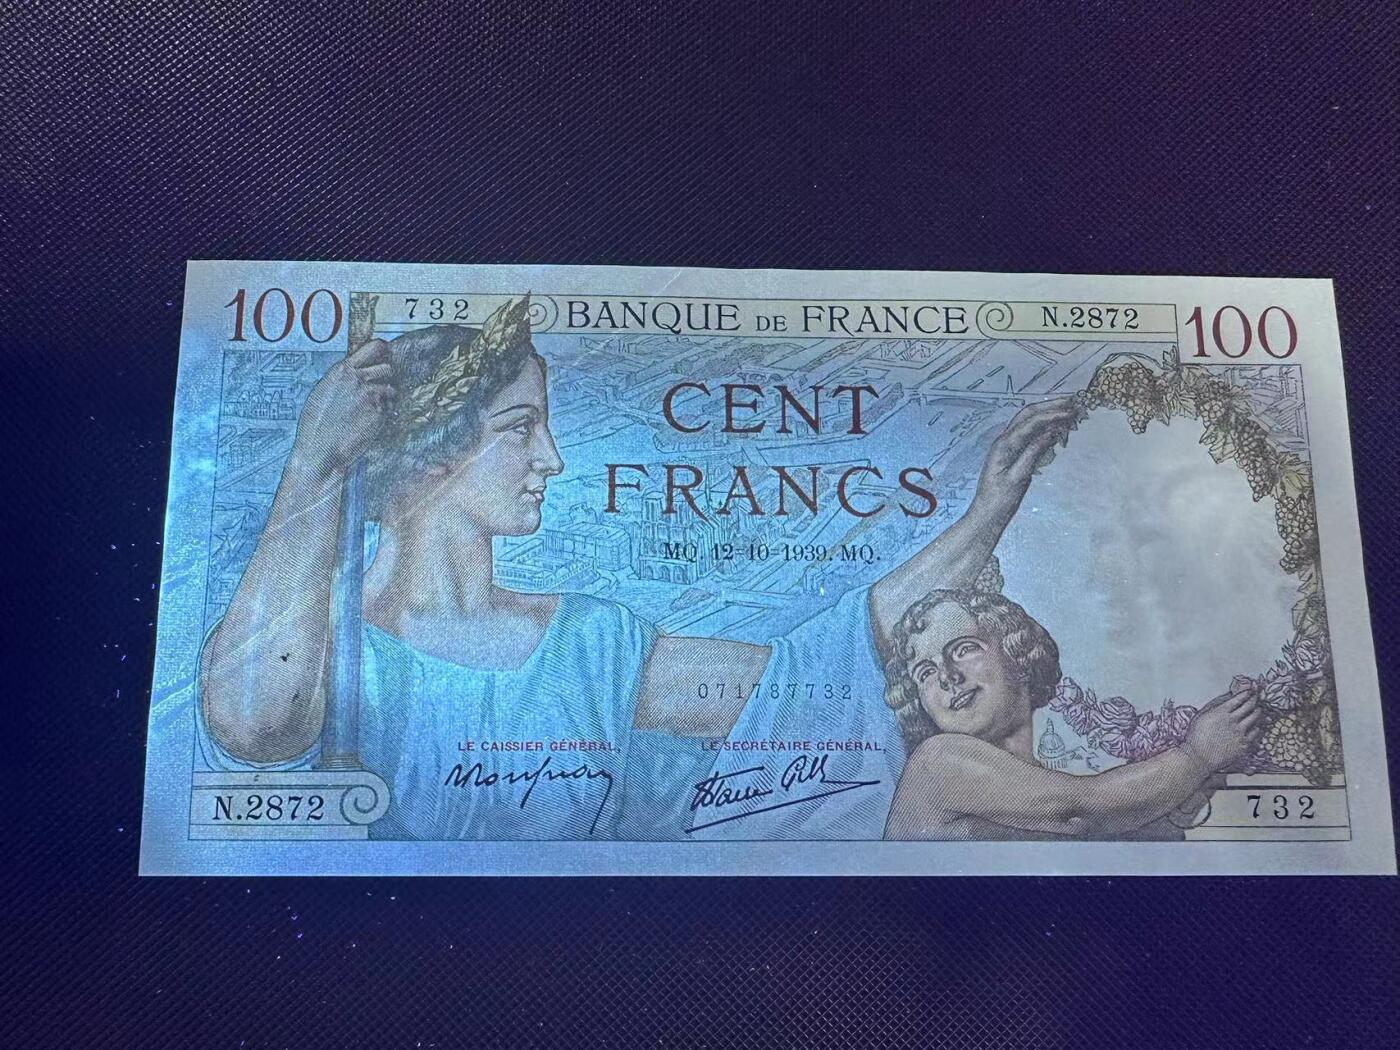 100 732 BANQUE DE FRANCE N.2872 100
CENT
FRANCS
MQ. 12-10-1939. MQ.
071787732
LE CAISSIER GÉNÉRAL, LE SECRÉTAIRE GÉNÉRAL,
N.2872 732